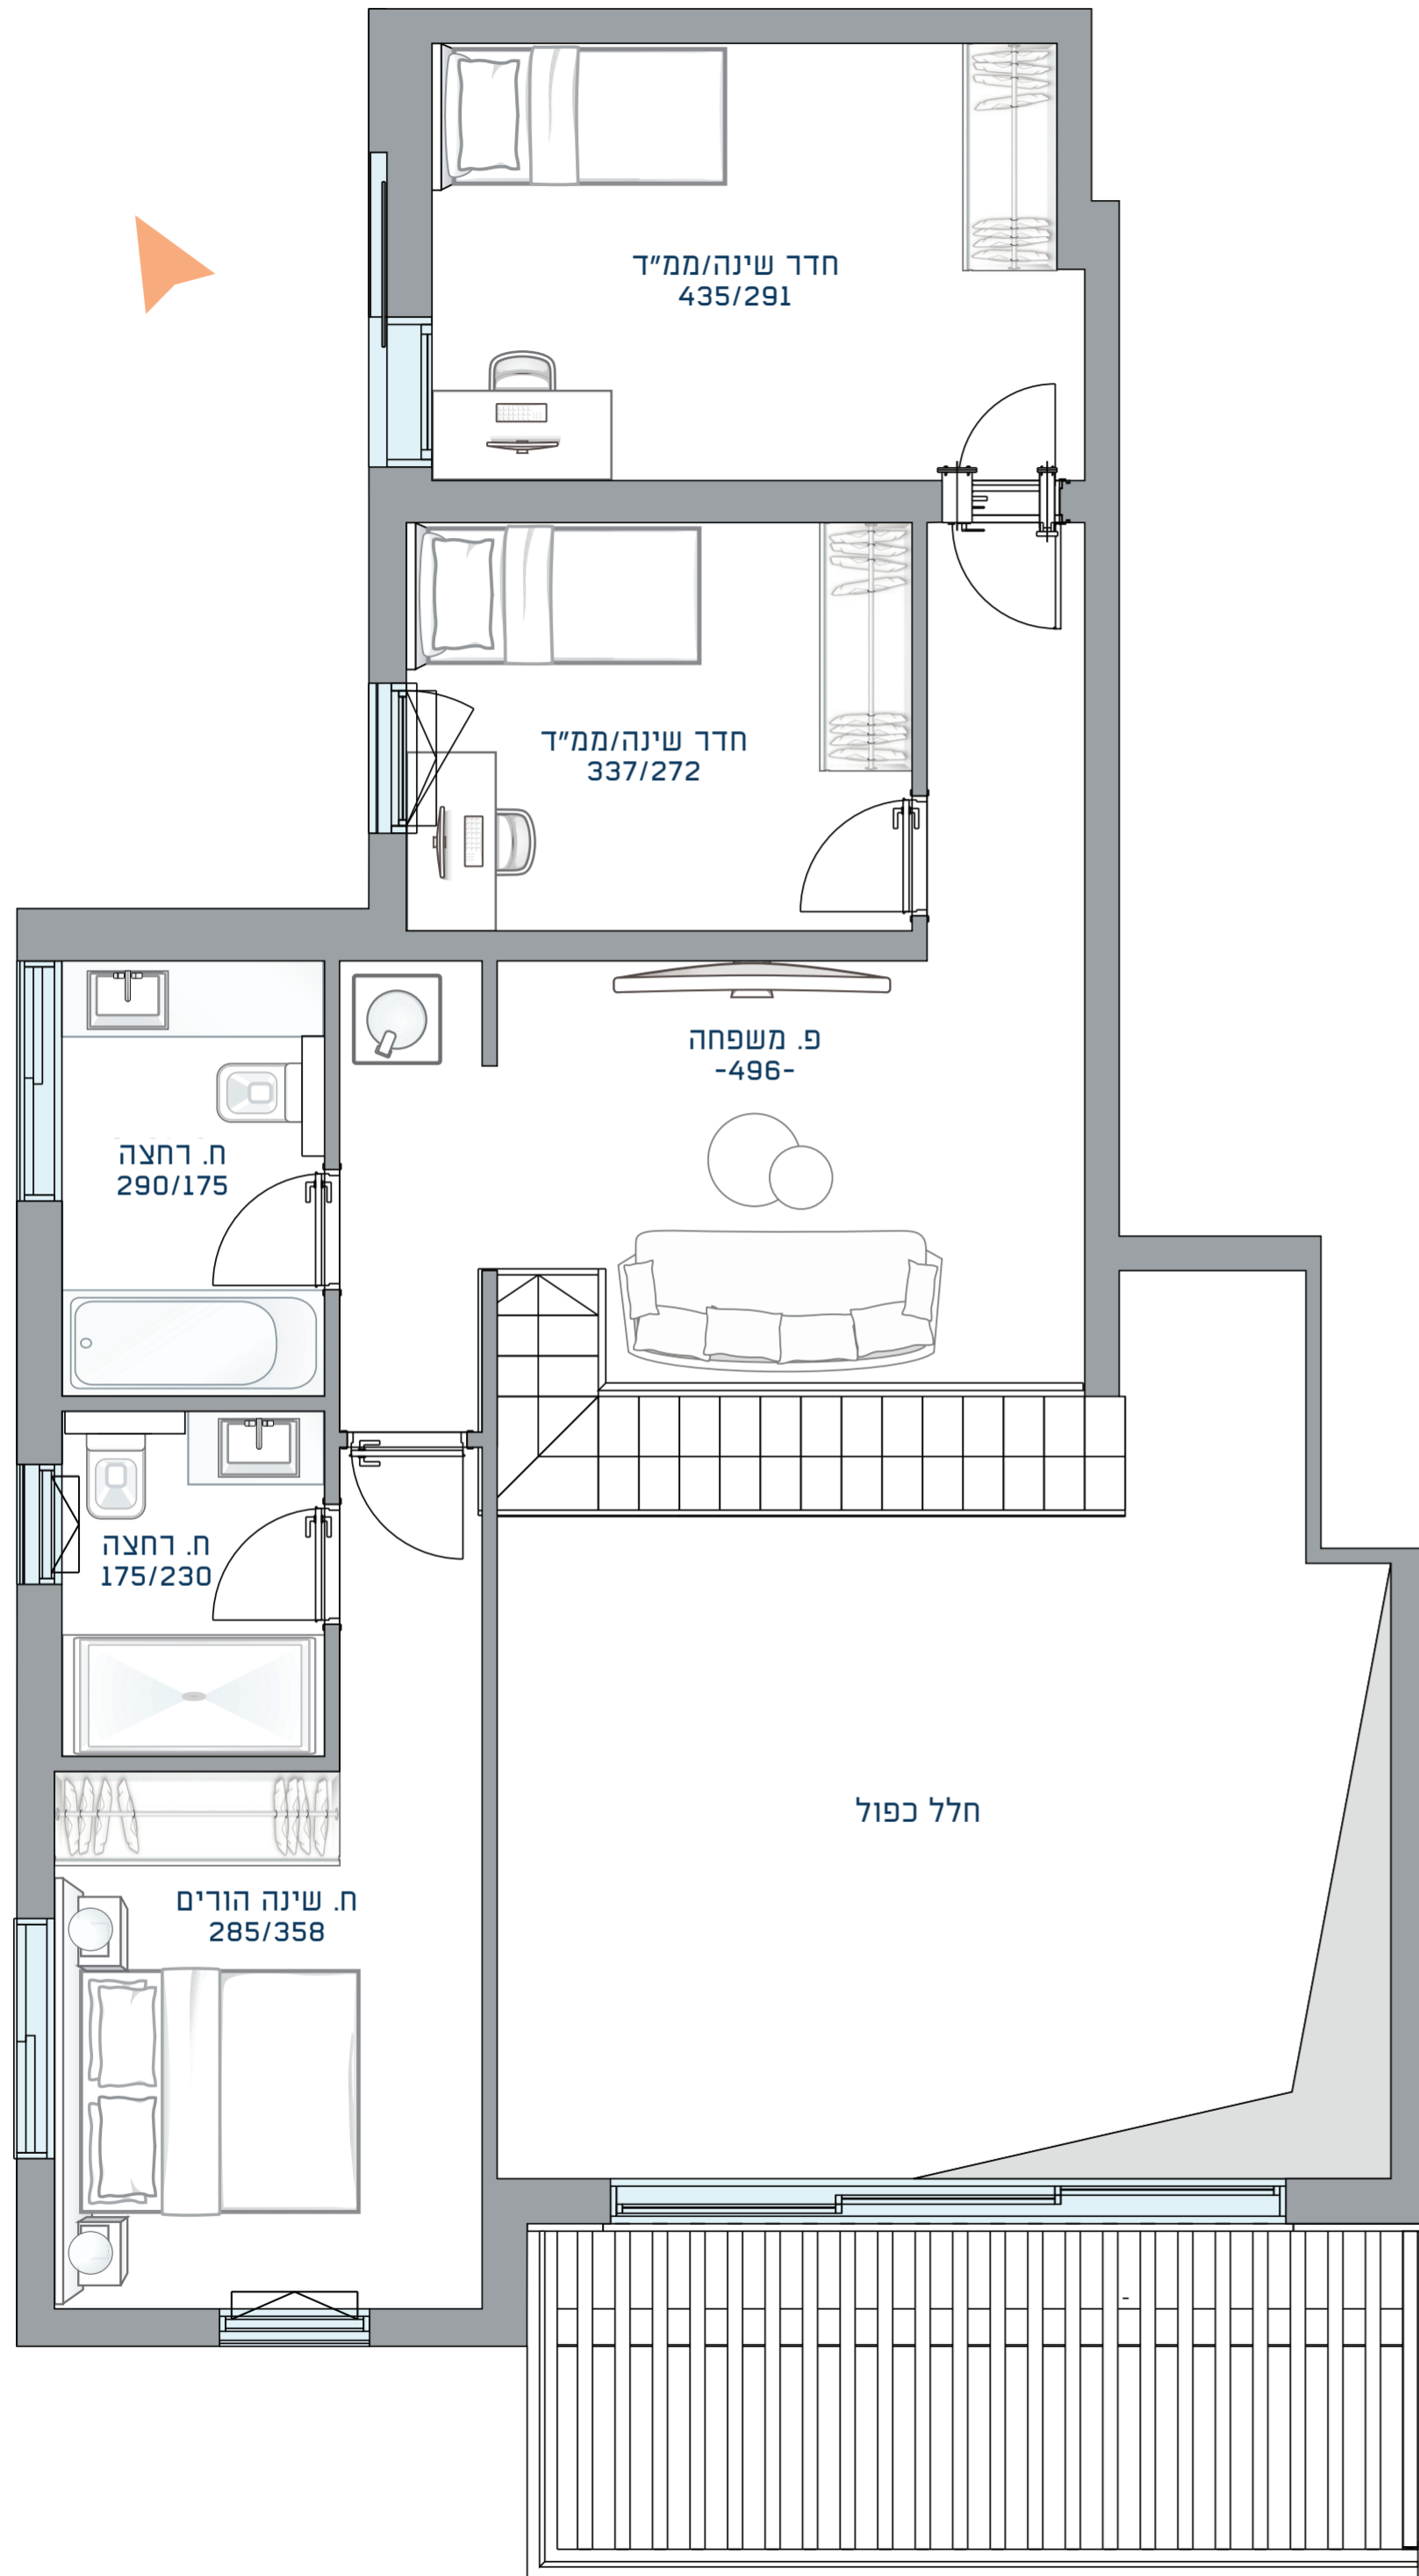 חדר שינה/ממ״ד
435/291
חדר שינה/ממ״ד
337/272
פ. משפחה
-496-
ח. רחצה
290/175
ח. רחצה
175/230
חלל כפול
ח. שינה הורים
285/358